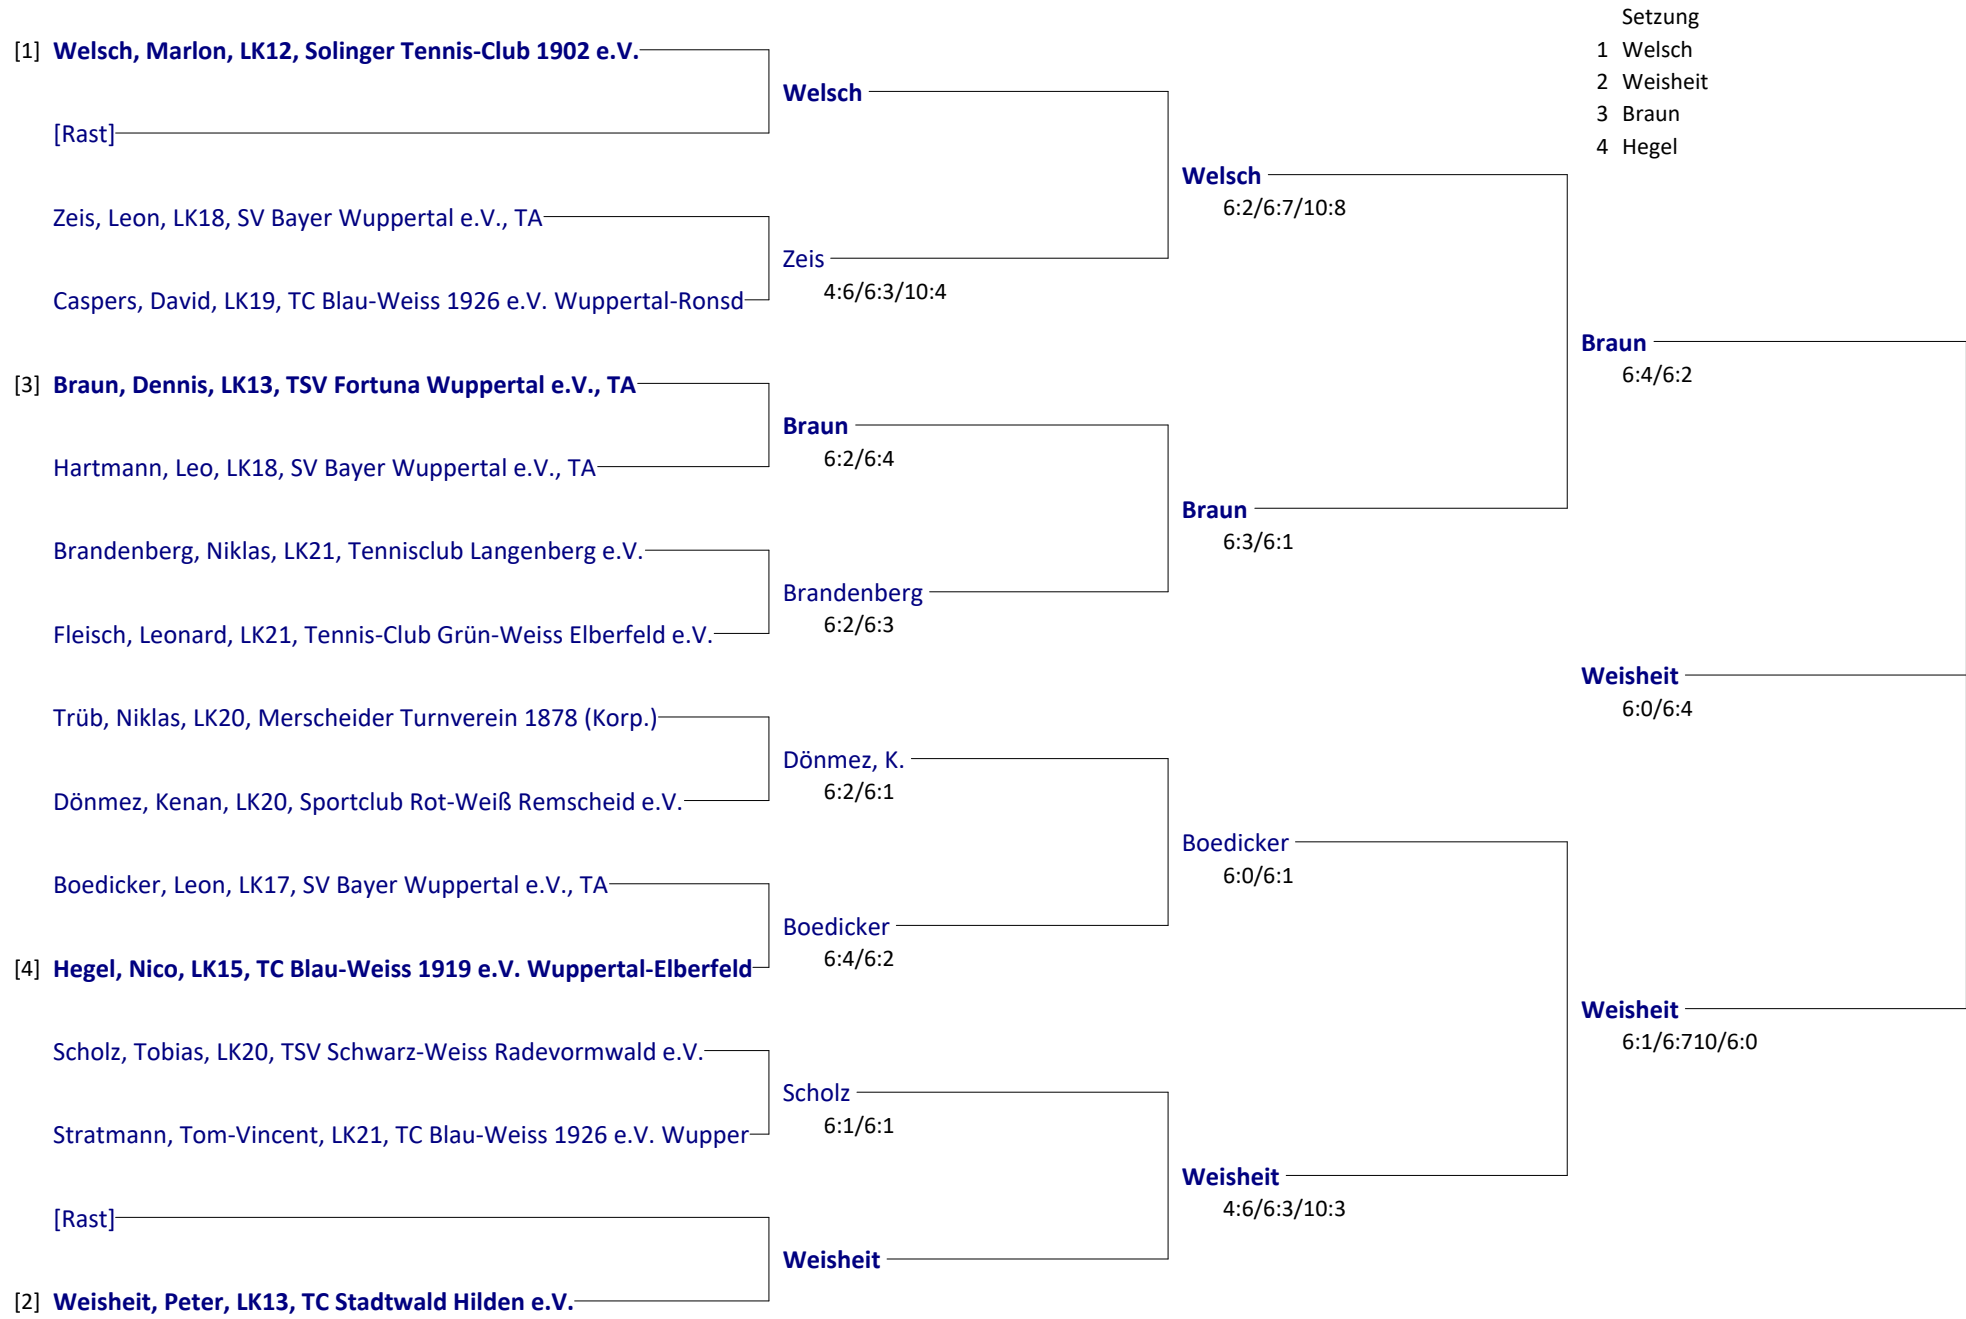 Setzung
1 Welsch
2 Weisheit
3 Braun
4 Hegel
[1] Welsch, Marlon, LK12, Solinger Tennis-Club 1902 e.V.
Welsch
[Rast]
Welsch
6:2/6:7/10:8
Zeis, Leon, LK18, SV Bayer Wuppertal e.V., TA
Zeis
4:6/6:3/10:4
Caspers, David, LK19, TC Blau-Weiss 1926 e.V. Wuppertal-Ronsd
Braun
6:4/6:2
[3] Braun, Dennis, LK13, TSV Fortuna Wuppertal e.V., TA
Braun
6:2/6:4
Hartmann, Leo, LK18, SV Bayer Wuppertal e.V., TA
Braun
6:3/6:1
Brandenberg, Niklas, LK21, Tennisclub Langenberg e.V.
Brandenberg
6:2/6:3
Fleisch, Leonard, LK21, Tennis-Club Grün-Weiss Elberfeld e.V.
Weisheit
6:0/6:4
Trüb, Niklas, LK20, Merscheider Turnverein 1878 (Korp.)
Dönmez, K.
6:2/6:1
Dönmez, Kenan, LK20, Sportclub Rot-Weiß Remscheid e.V.
Boedicker
6:0/6:1
Boedicker, Leon, LK17, SV Bayer Wuppertal e.V., TA
Boedicker
6:4/6:2
[4] Hegel, Nico, LK15, TC Blau-Weiss 1919 e.V. Wuppertal-Elberfeld
Weisheit
6:1/6:710/6:0
Scholz, Tobias, LK20, TSV Schwarz-Weiss Radevormwald e.V.
Scholz
6:1/6:1
Stratmann, Tom-Vincent, LK21, TC Blau-Weiss 1926 e.V. Wupper
Weisheit
4:6/6:3/10:3
[Rast]
Weisheit
[2] Weisheit, Peter, LK13, TC Stadtwald Hilden e.V.